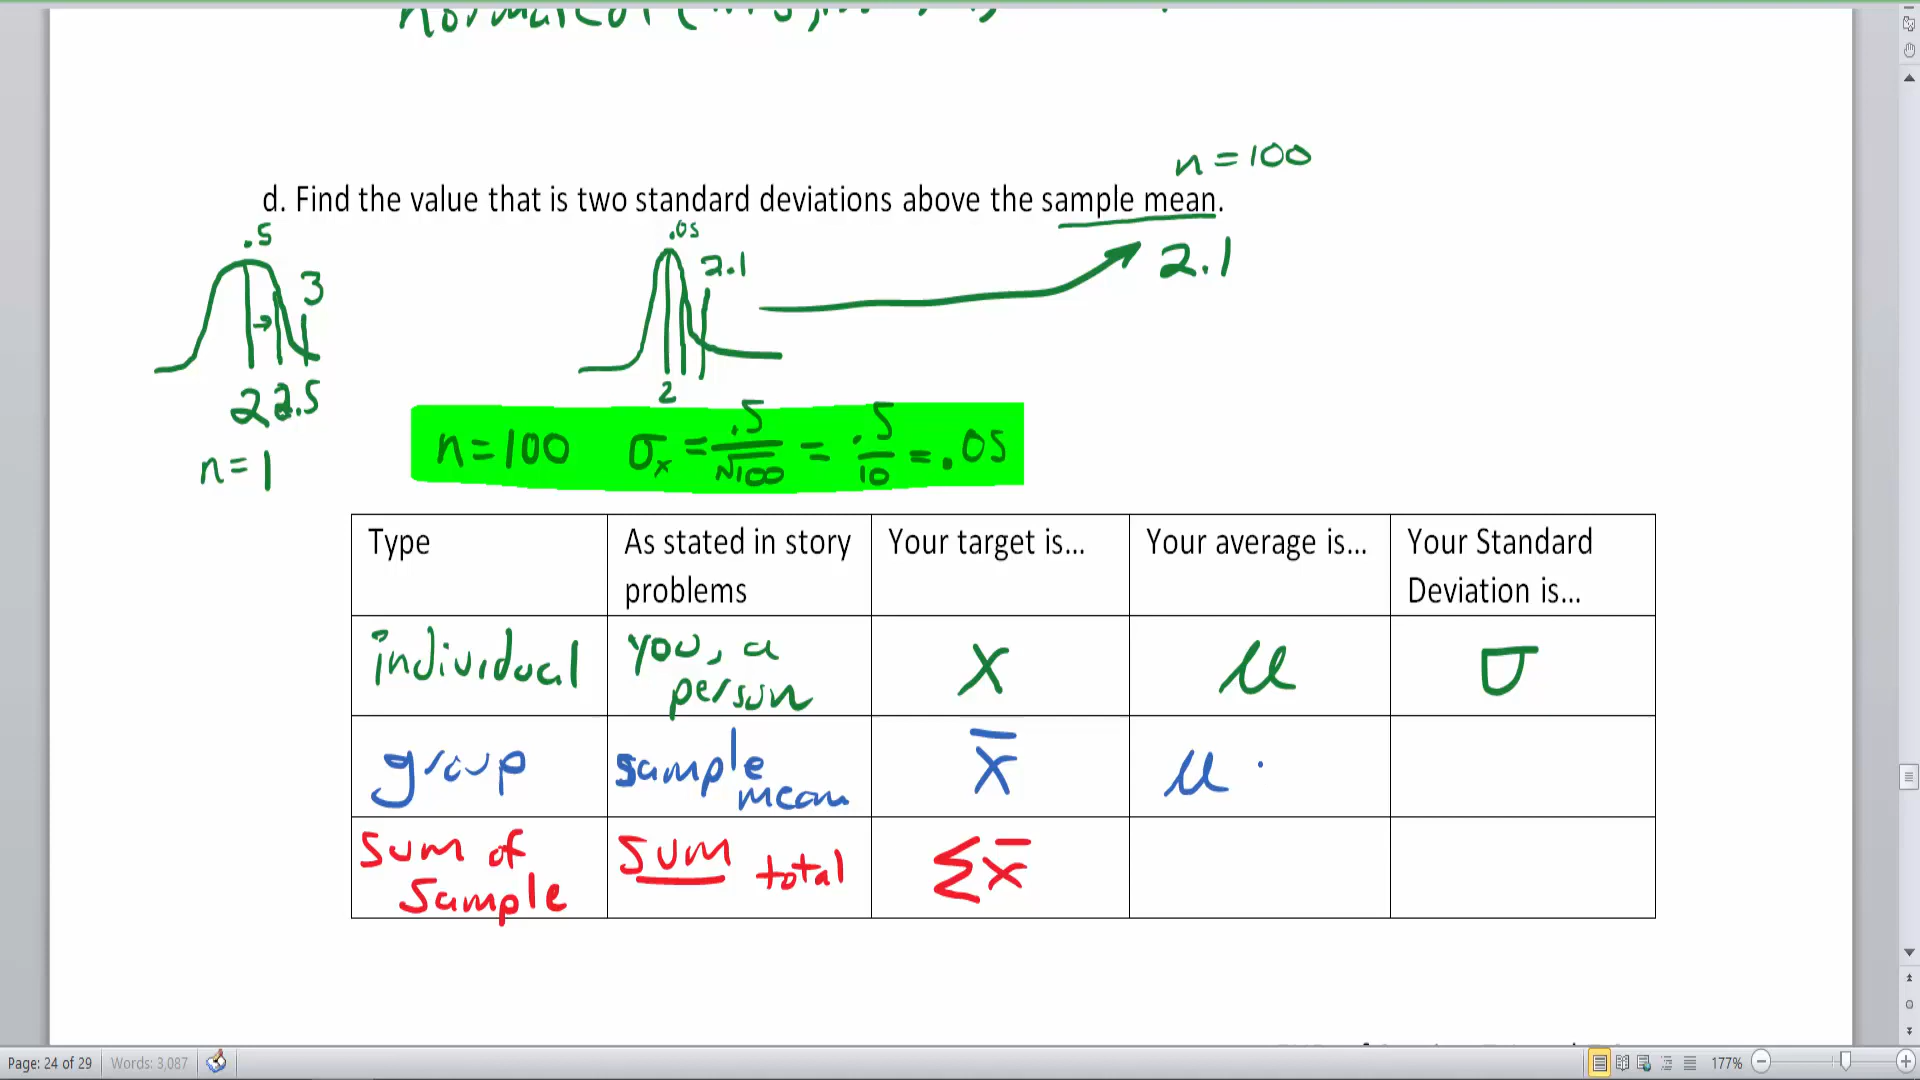 n = 100
d. Find the value that is two standard deviations above the sample mean.
.5
.05
3
2.1
2.1
2 2.5
2
n = 1
n = 100 σx = .5/√100 = .5/10 = .05
Type
As stated in story
problems
Your target is...
Your average is...
Your Standard
Deviation is...
individual
you, a
person
x
μ
σ
group
sample
mean
x̄
μ
sum of
sample
sum total
Σx̄
Page: 24 of 29
Words: 3,087
177%